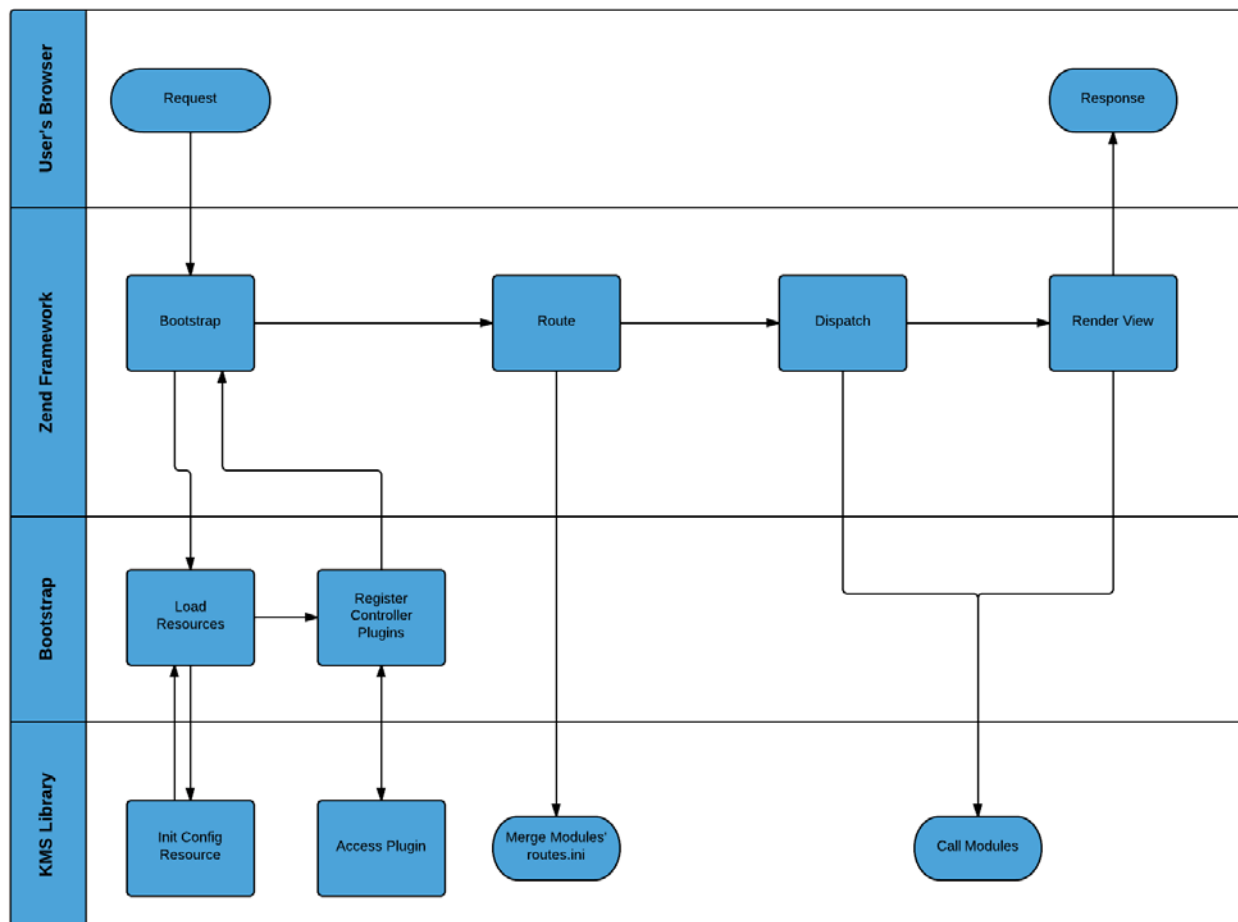 User's Browser
Request
Response
Zend Framework
Bootstrap
Route
Dispatch
Render View
Bootstrap
Load
Resources
Register
Controller
Plugins
KMS Library
Init Config
Resource
Access Plugin
Merge Modules'
routes.ini
Call Modules